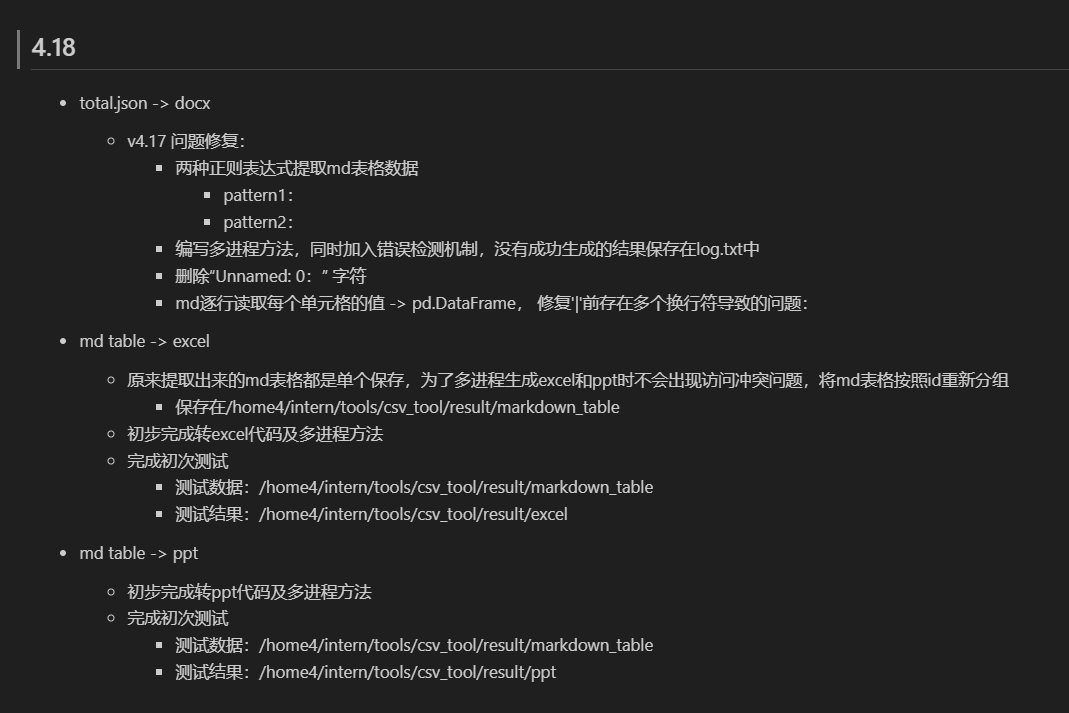 4.18
total.json -> docx
v4.17 问题修复：
两种正则表达式提取md表格数据
pattern1：
pattern2：
编写多进程方法，同时加入错误检测机制，没有成功生成的结果保存在log.txt中
删除“Unnamed: 0：” 字符
md逐行读取每个单元格的值 -> pd.DataFrame， 修复'|'前存在多个换行符导致的问题：
md table -> excel
原来提取出来的md表格都是单个保存，为了多进程生成excel和ppt时不会出现访问冲突问题，将md表格按照id重新分组
保存在/home4/intern/tools/csv_tool/result/markdown_table
初步完成转excel代码及多进程方法
完成初次测试
测试数据：/home4/intern/tools/csv_tool/result/markdown_table
测试结果：/home4/intern/tools/csv_tool/result/excel
md table -> ppt
初步完成转ppt代码及多进程方法
完成初次测试
测试数据：/home4/intern/tools/csv_tool/result/markdown_table
测试结果：/home4/intern/tools/csv_tool/result/ppt